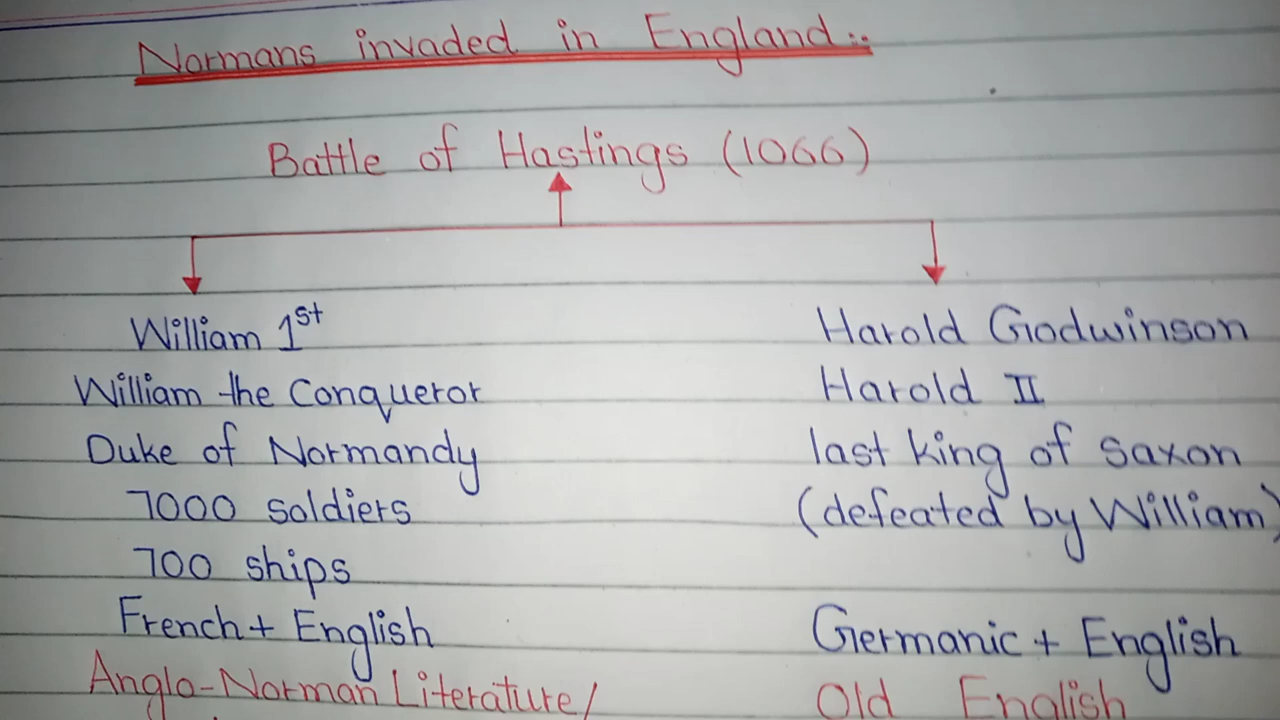 Normans invaded in England..
Battle of Hastings (1066)
William 1st
William the Conqueror
Duke of Normandy
7000 soldiers
700 ships
French + English
Anglo-Norman Literature/
Harold Godwinson
Harold II
last king of saxon
(defeated by William)
Germanic + English
Old English